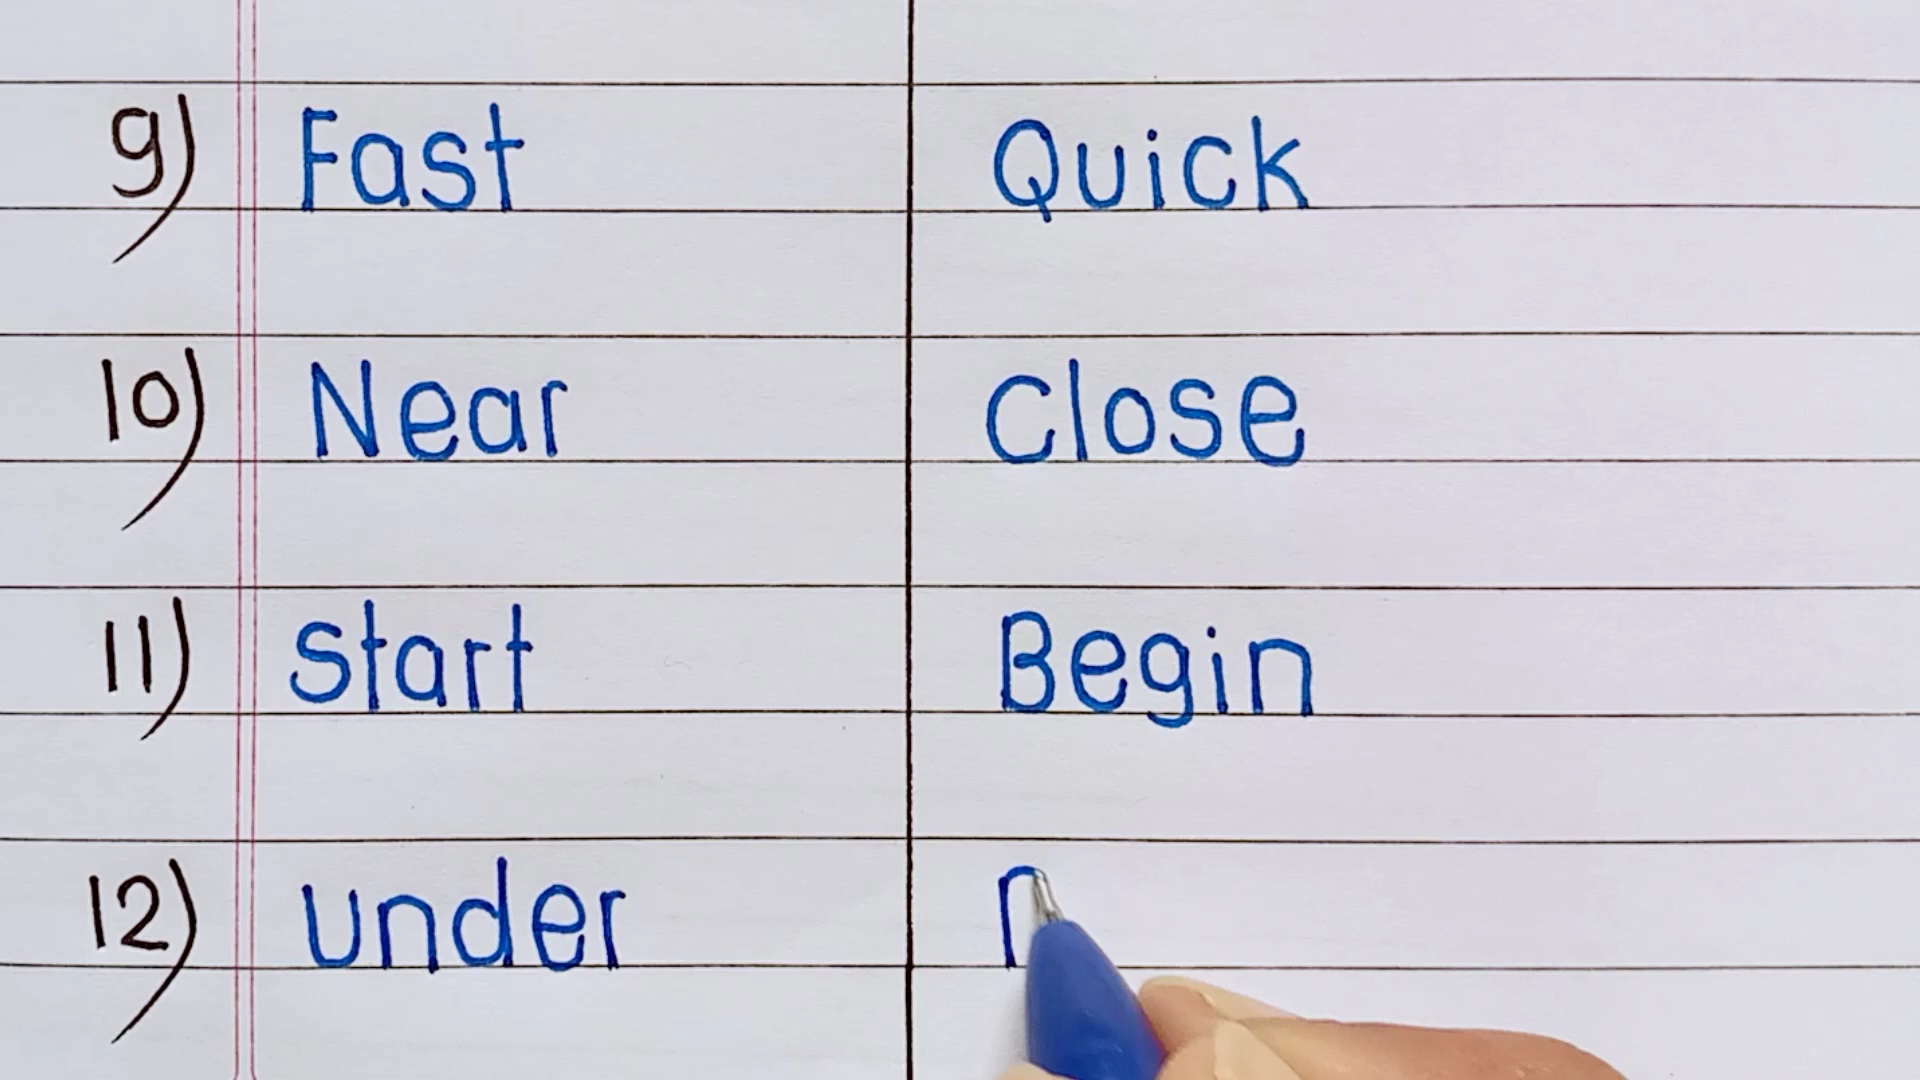 9) Fast Quick
10) Near Close
11) Start Begin
12) under